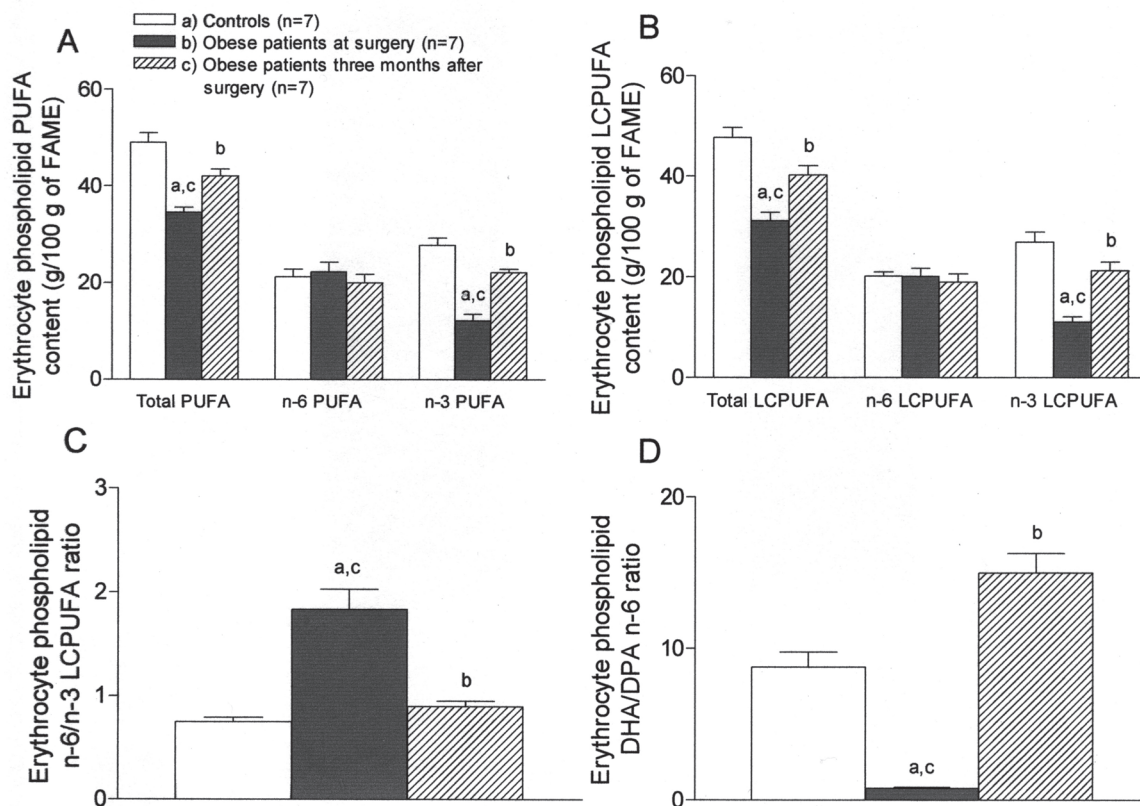 A
a) Controls (n=7)
b) Obese patients at surgery (n=7)
c) Obese patients three months after
surgery (n=7)
Erythrocyte phospholipid PUFA
content (g/100 g of FAME)
60
40
20
0
a,c
b
a,c
b
Total PUFA
n-6 PUFA
n-3 PUFA
B
Erythrocyte phospholipid LCPUFA
content (g/100 g of FAME)
60
40
20
0
a,c
b
a,c
b
Total LCPUFA
n-6 LCPUFA
n-3 LCPUFA
C
Erythrocyte phospholipid
n-6/n-3 LCPUFA ratio
3
2
1
0
a,c
b
D
Erythrocyte phospholipid
DHA/DPA n-6 ratio
20
10
0
a,c
b